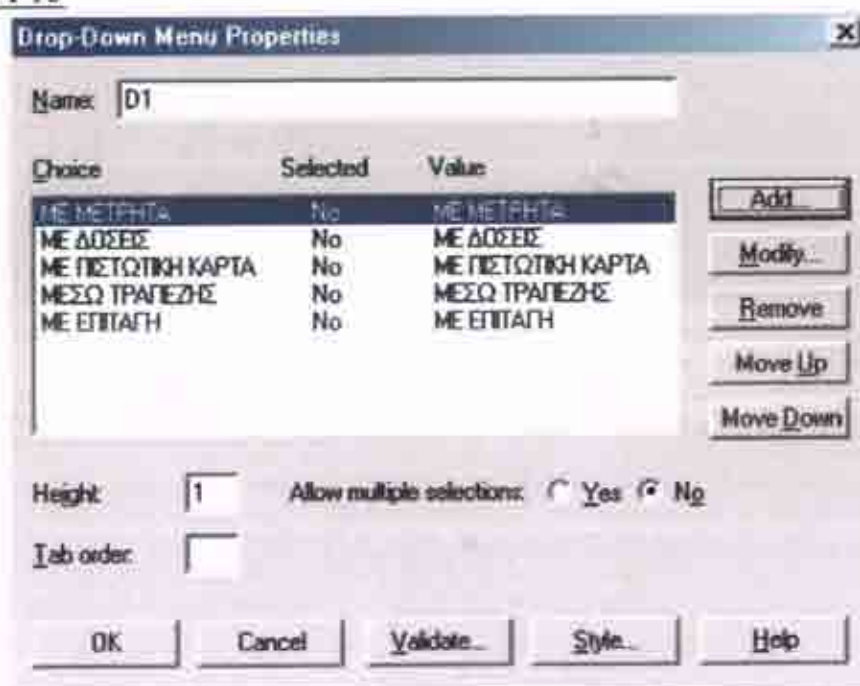 Drop-Down Menu Properties
Name: D1
Choice Selected Value
ΜΕ ΜΕΤΡΗΤΑ No ΜΕ ΜΕΤΡΗΤΑ
ΜΕ ΔΟΣΕΙΣ No ΜΕ ΔΟΣΕΙΣ
ΜΕ ΠΙΣΤΩΤΙΚΗ ΚΑΡΤΑ No ΜΕ ΠΙΣΤΩΤΙΚΗ ΚΑΡΤΑ
ΜΕΣΩ ΤΡΑΠΕΖΗΣ No ΜΕΣΩ ΤΡΑΠΕΖΗΣ
ΜΕ ΕΠΙΤΑΓΗ No ΜΕ ΕΠΙΤΑΓΗ
Add...
Modify...
Remove
Move Up
Move Down
Height: 1 Allow multiple selections: Yes No
Tab order:
OK Cancel Validate... Style... Help